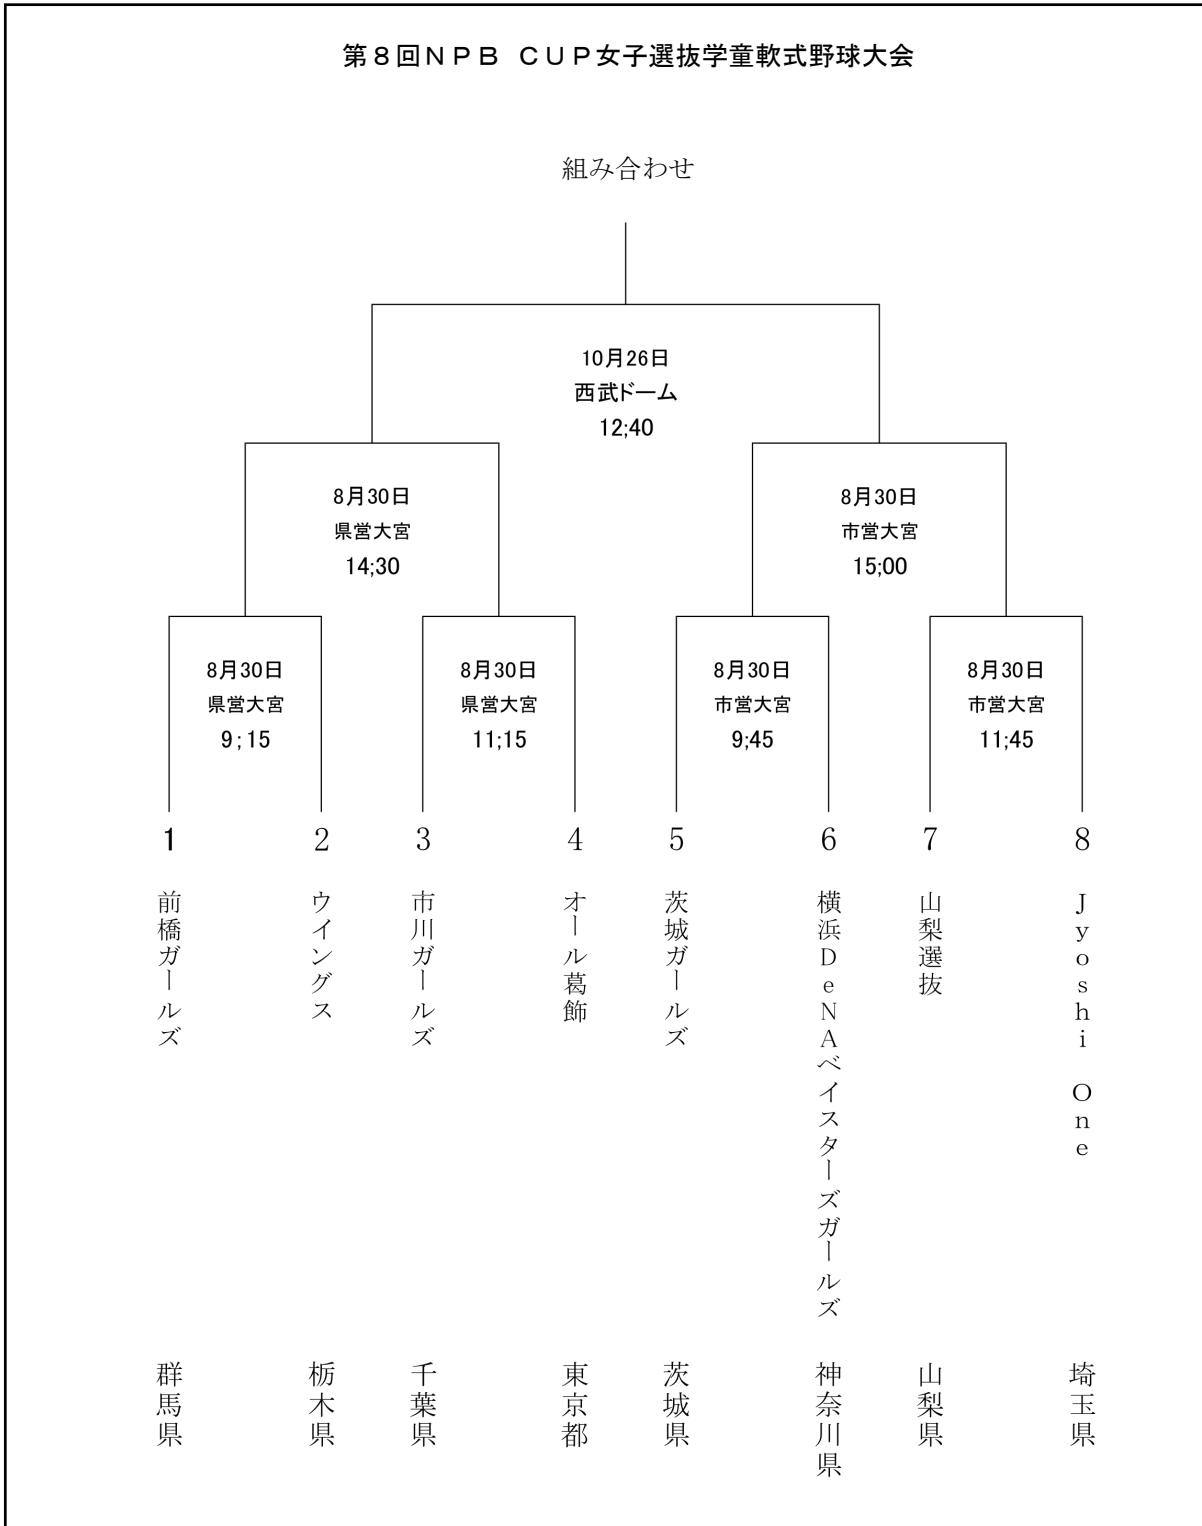 第８回ＮＰＢ　ＣＵＰ女子選抜学童軟式野球大会
組み合わせ
10月26日
西武ドーム
12;40
8月30日
県営大宮
14;30
8月30日
市営大宮
15;00
8月30日
県営大宮
9;15
8月30日
県営大宮
11;15
8月30日
市営大宮
9;45
8月30日
市営大宮
11;45
1
2
3
4
5
6
7
8
前橋ガールズ
ウイングス
市川ガールズ
オール葛飾
茨城ガールズ
横浜DeNAベイスターズガールズ
山梨選抜
Jyoshi One
群馬県
栃木県
千葉県
東京都
茨城県
神奈川県
山梨県
埼玉県